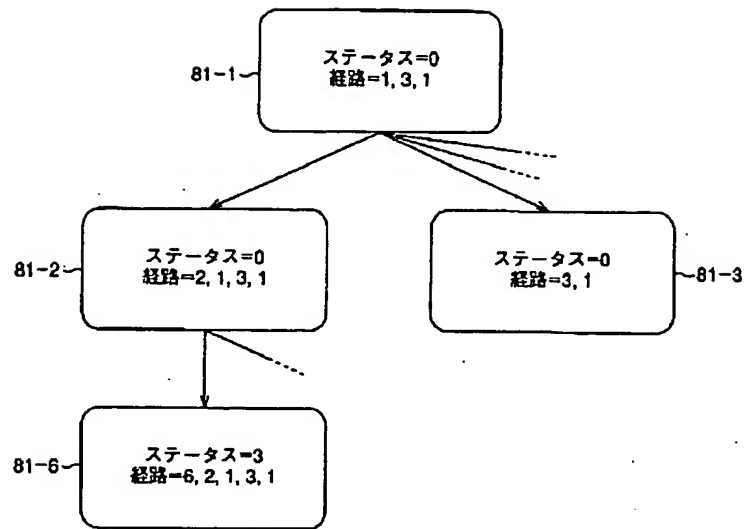 81-1
ステータス=0
経路=1, 3, 1
81-2
ステータス=0
経路=2, 1, 3, 1
ステータス=0
経路=3, 1
81-3
81-6
ステータス=3
経路=6, 2, 1, 3, 1